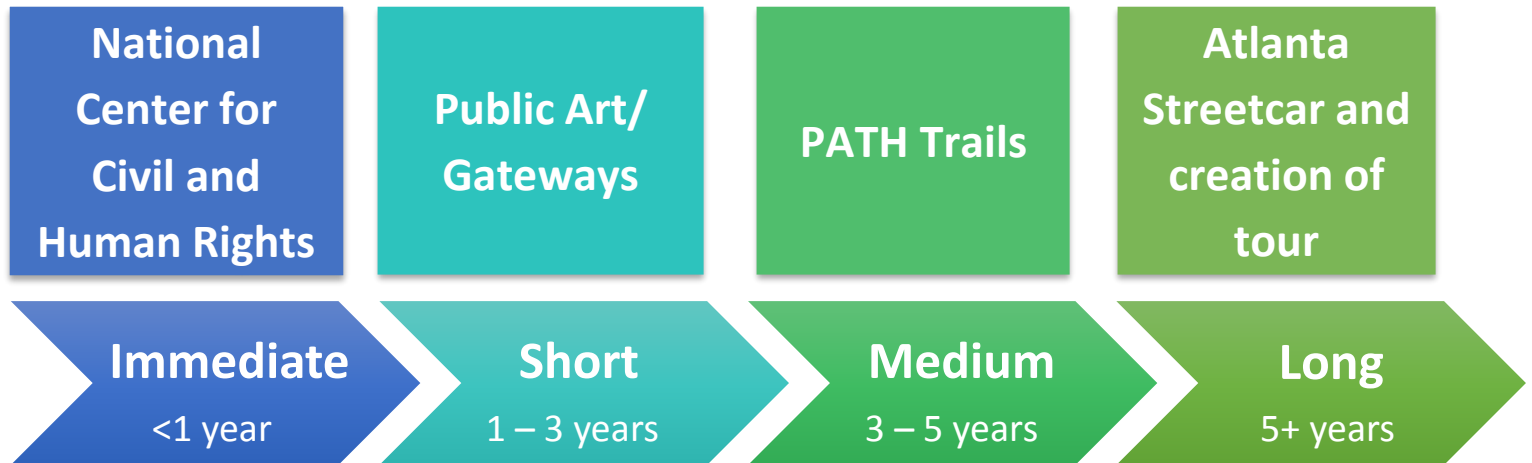 National
Center for
Civil and
Human Rights
Public Art/
Gateways
PATH Trails
Atlanta
Streetcar and
creation of
tour
Immediate
<1 year
Short
1 – 3 years
Medium
3 – 5 years
Long
5+ years